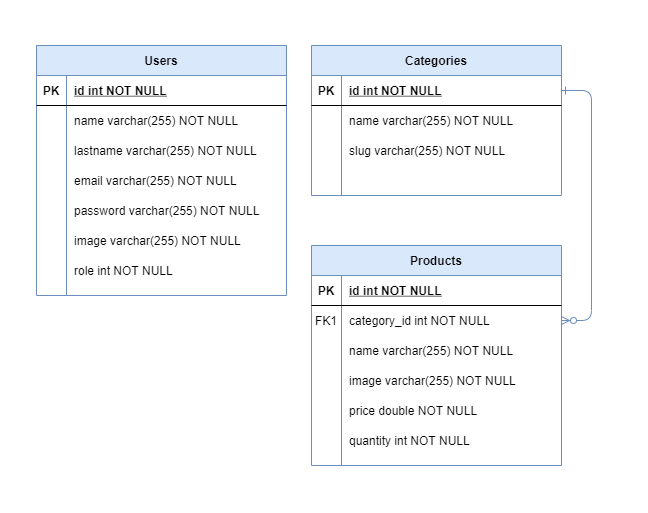 Users
PK id int NOT NULL
name varchar(255) NOT NULL
lastname varchar(255) NOT NULL
email varchar(255) NOT NULL
password varchar(255) NOT NULL
image varchar(255) NOT NULL
role int NOT NULL
Categories
PK id int NOT NULL
name varchar(255) NOT NULL
slug varchar(255) NOT NULL
Products
PK id int NOT NULL
FK1 category_id int NOT NULL
name varchar(255) NOT NULL
image varchar(255) NOT NULL
price double NOT NULL
quantity int NOT NULL